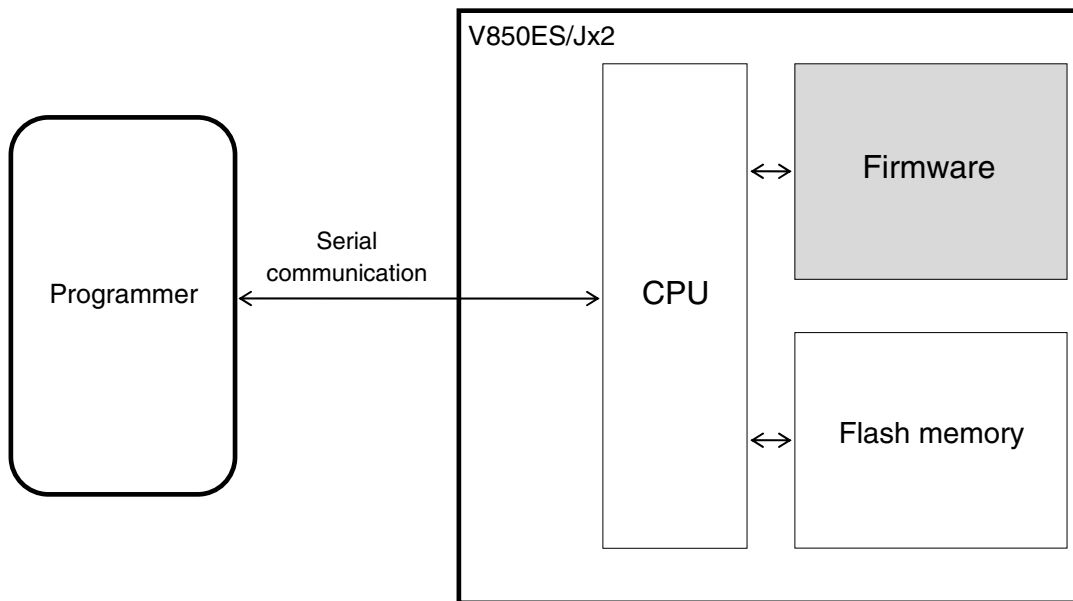 V850ES/Jx2
Firmware
Serial
communication
Programmer
CPU
Flash memory